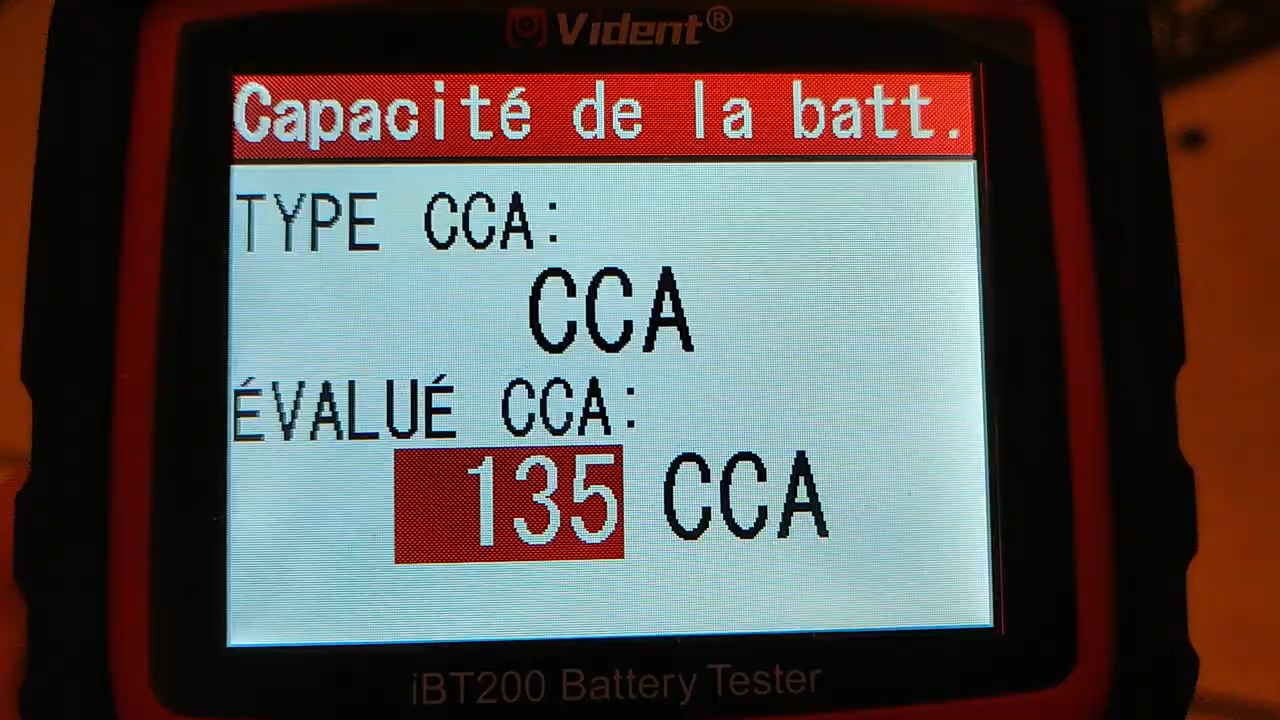 Vident®
Capacité de la batt.
TYPE CCA:
CCA
ÉVALUÉ CCA:
135 CCA
iBT200 Battery Tester